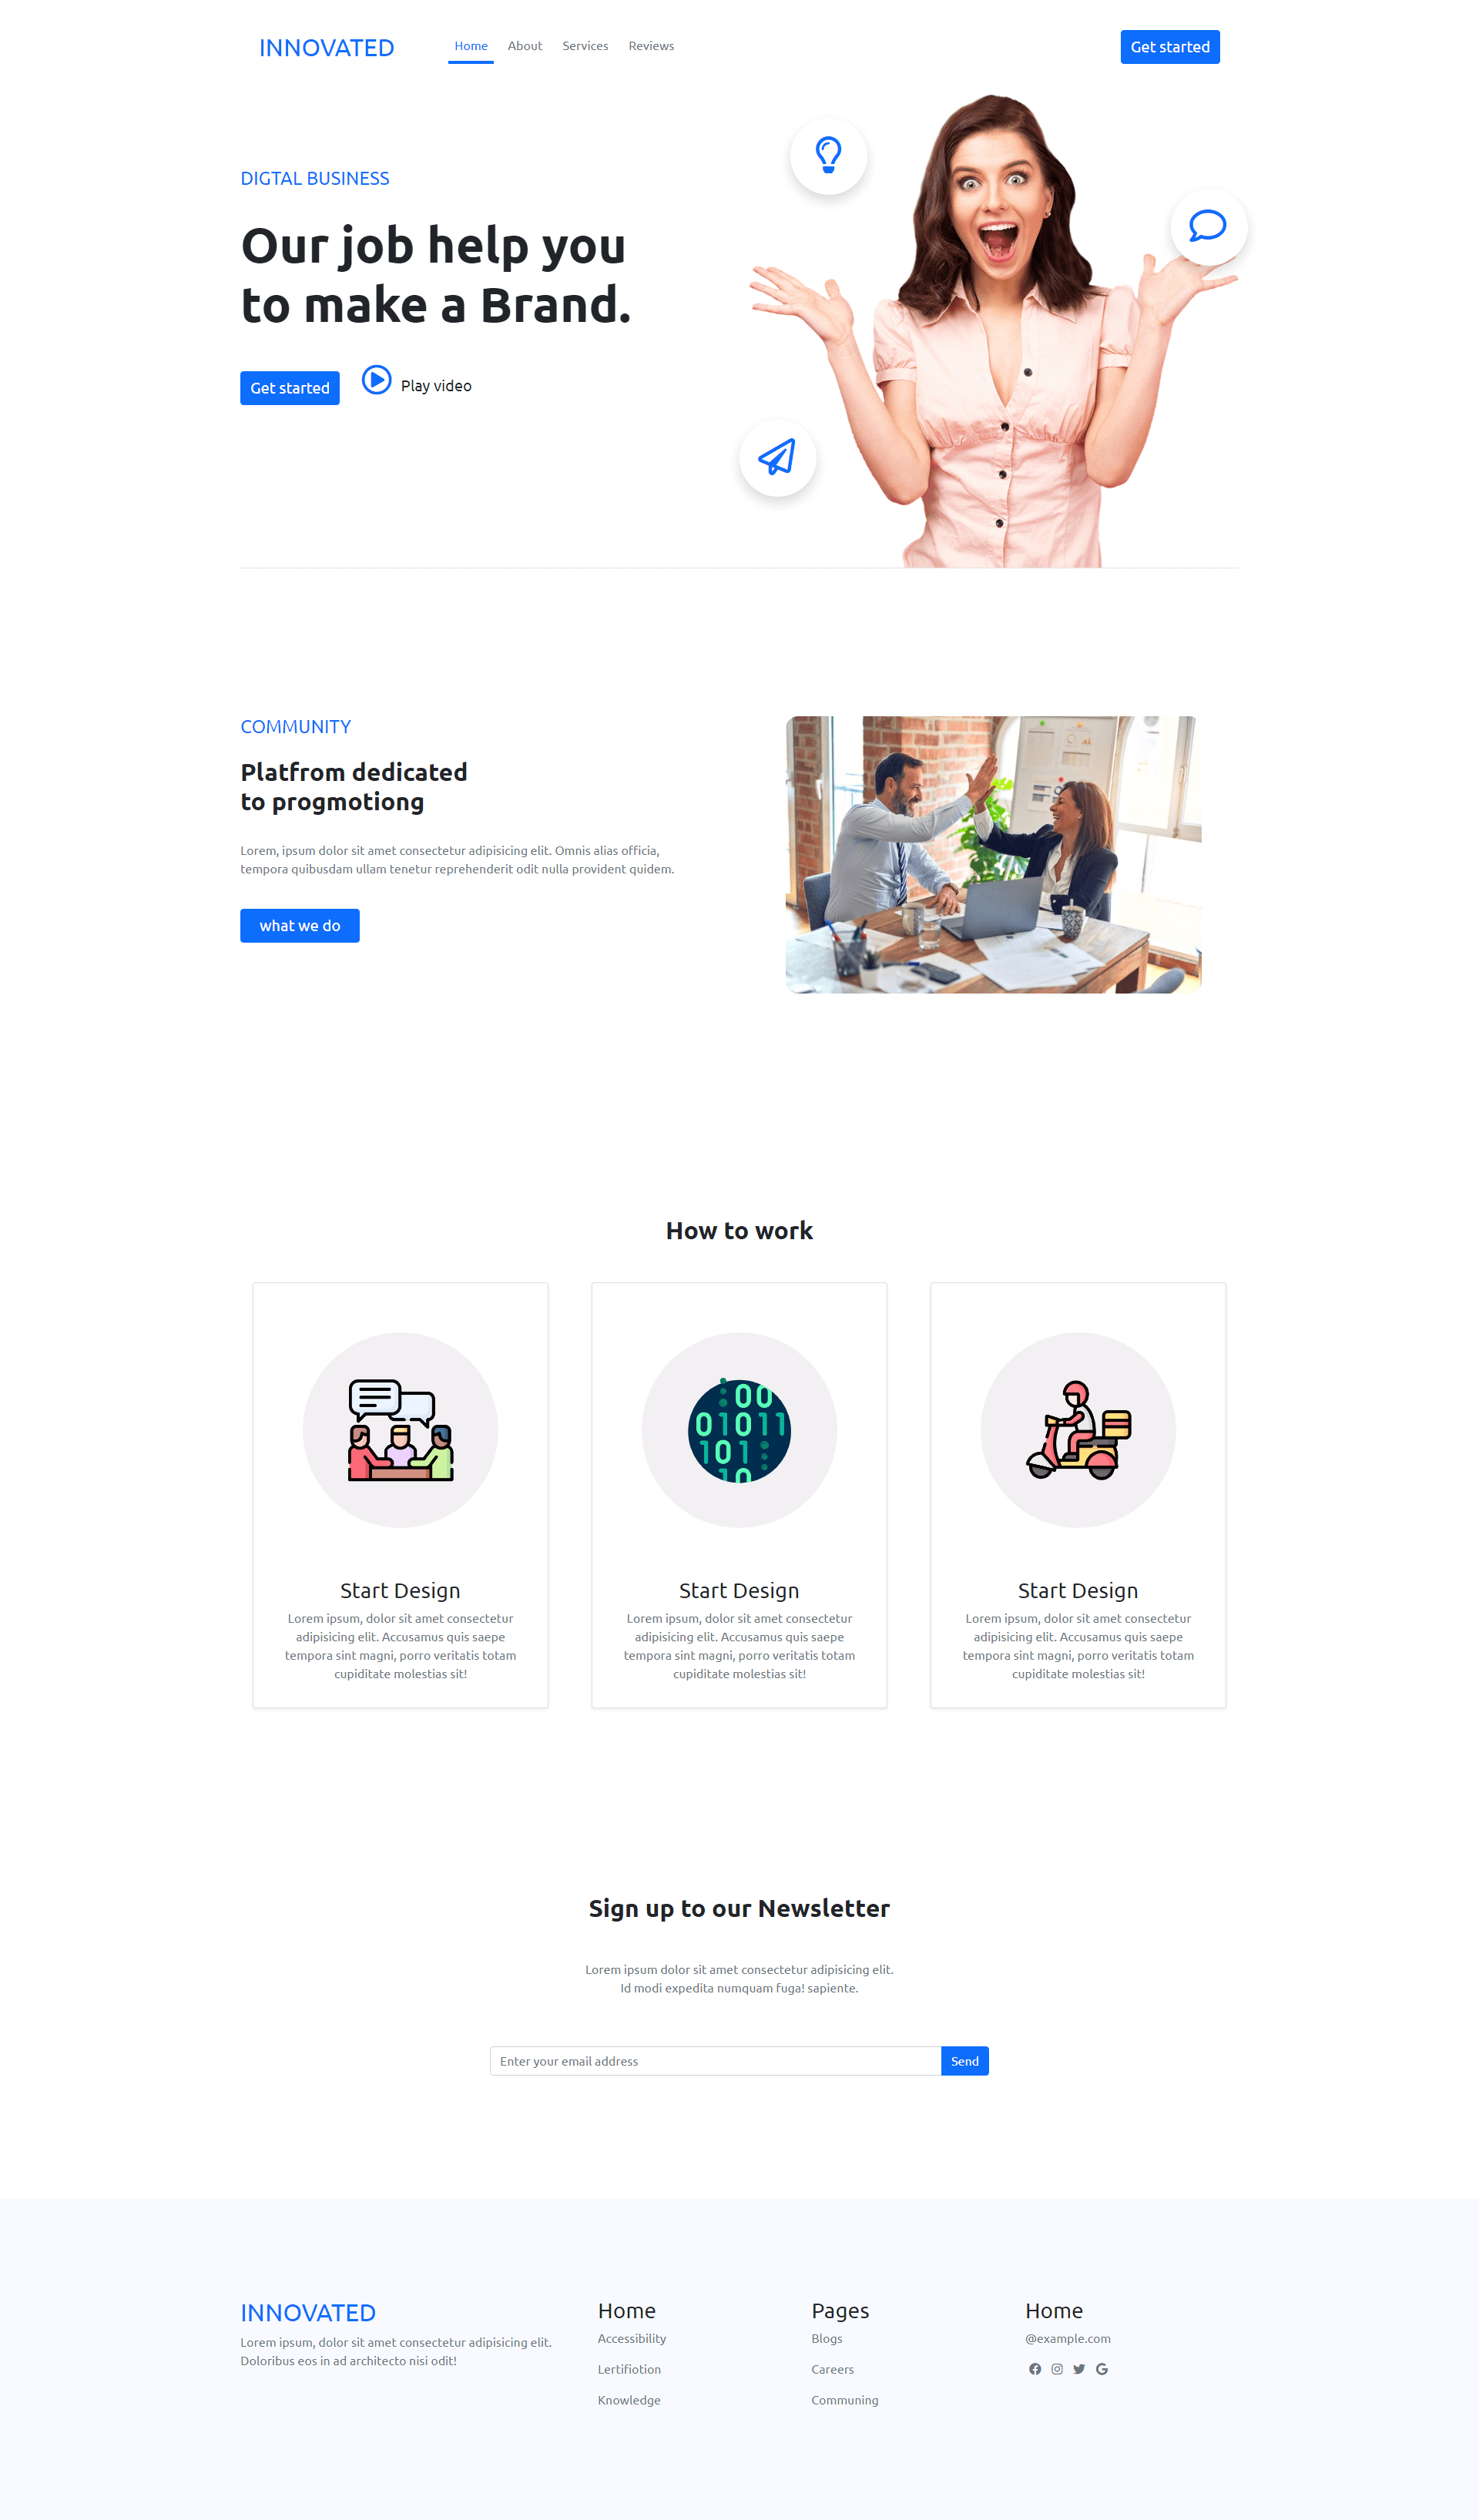 INNOVATED
Home About Services Reviews
Get started
DIGTAL BUSINESS
Our job help you
to make a Brand.
Get started
Play video
COMMUNITY
Platfrom dedicated
to progmotiong
Lorem, ipsum dolor sit amet consectetur adipisicing elit. Omnis alias officia,
tempora quibusdam ullam tenetur reprehenderit odit nulla provident quidem.
what we do
How to work
00
01011
101
10
Start Design
Lorem ipsum, dolor sit amet consectetur
adipisicing elit. Accusamus quis saepe
tempora sint magni, porro veritatis totam
cupiditate molestias sit!
Start Design
Lorem ipsum, dolor sit amet consectetur
adipisicing elit. Accusamus quis saepe
tempora sint magni, porro veritatis totam
cupiditate molestias sit!
Start Design
Lorem ipsum, dolor sit amet consectetur
adipisicing elit. Accusamus quis saepe
tempora sint magni, porro veritatis totam
cupiditate molestias sit!
Sign up to our Newsletter
Lorem ipsum dolor sit amet consectetur adipisicing elit.
Id modi expedita numquam fuga! sapiente.
Enter your email address
Send
INNOVATED
Lorem ipsum, dolor sit amet consectetur adipisicing elit.
Doloribus eos in ad architecto nisi odit!
Home
Accessibility
Lertifiotion
Knowledge
Pages
Blogs
Careers
Communing
Home
@example.com